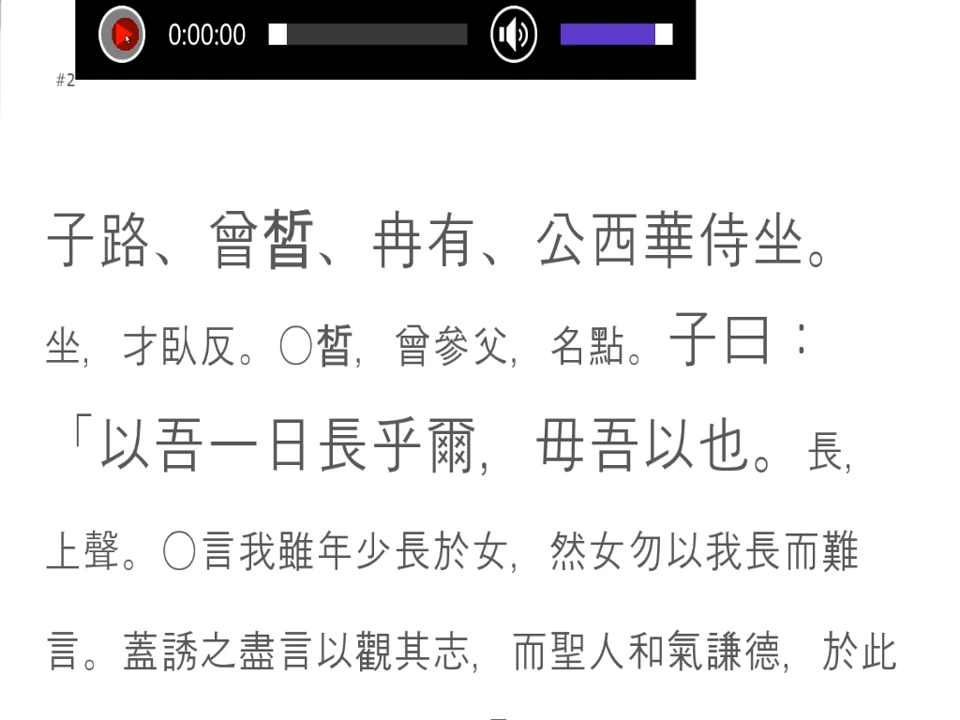 0:00:00
#2
子路、曾晳、冉有、公西華侍坐。
坐，才臥反。○晳，曾參父，名點。子曰：
「以吾一日長乎爾，毋吾以也。長，
上聲。○言我雖年少長於女，然女勿以我長而難
言。蓋誘之盡言以觀其志，而聖人和氣謙德，於此